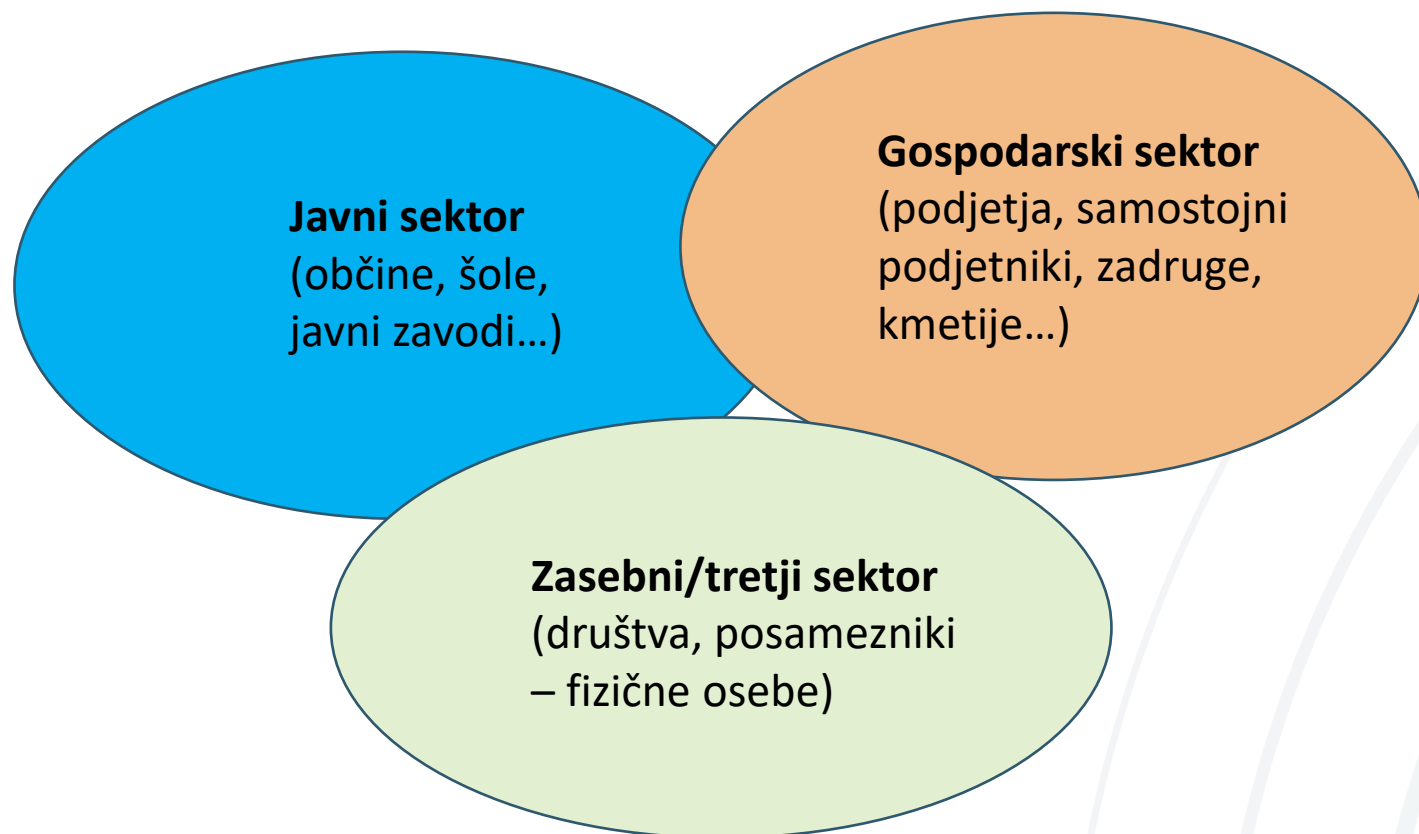 Javni sektor
(občine, šole,
javni zavodi…)
Gospodarski sektor
(podjetja, samostojni
podjetniki, zadruge,
kmetije…)
Zasebni/tretji sektor
(društva, posamezniki
– fizične osebe)